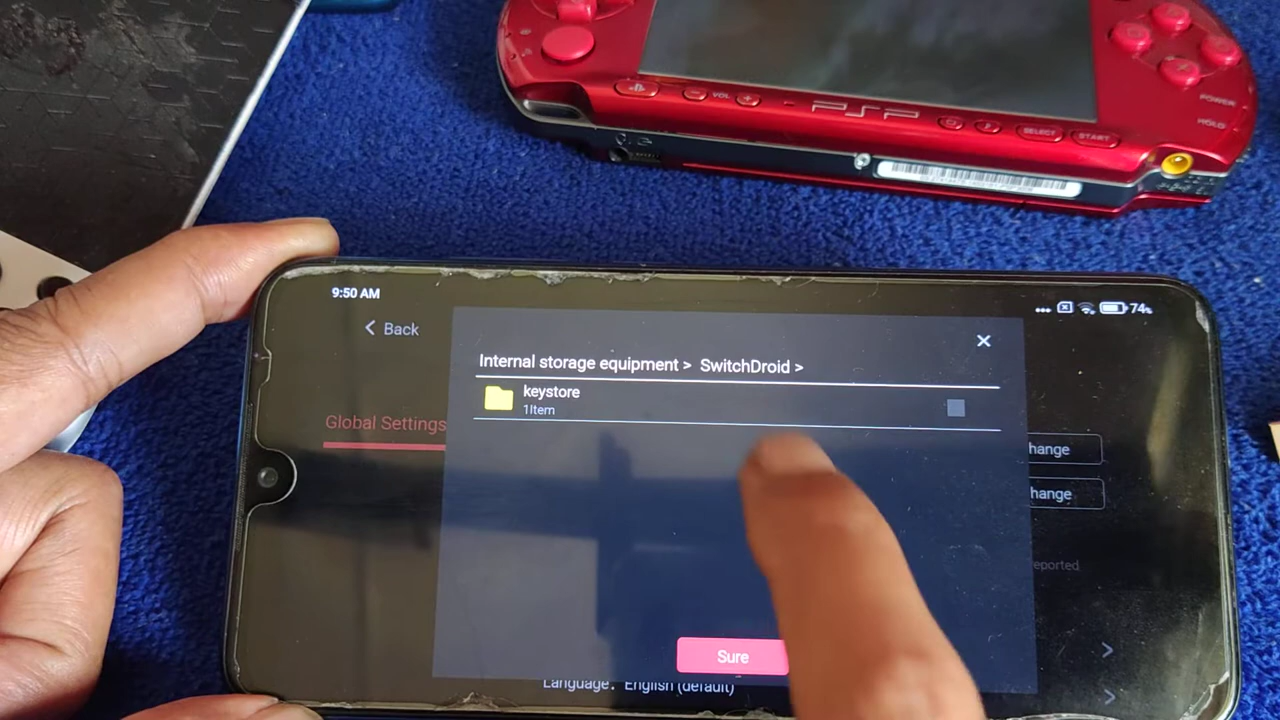 POWER
HOLD
VOL
PSP
SELECT
START
9:50 AM
74%
Back
Internal storage equipment > SwitchDroid >
keystore
1Item
Global Settings
hange
hange
reported
Sure
Language: English (default)